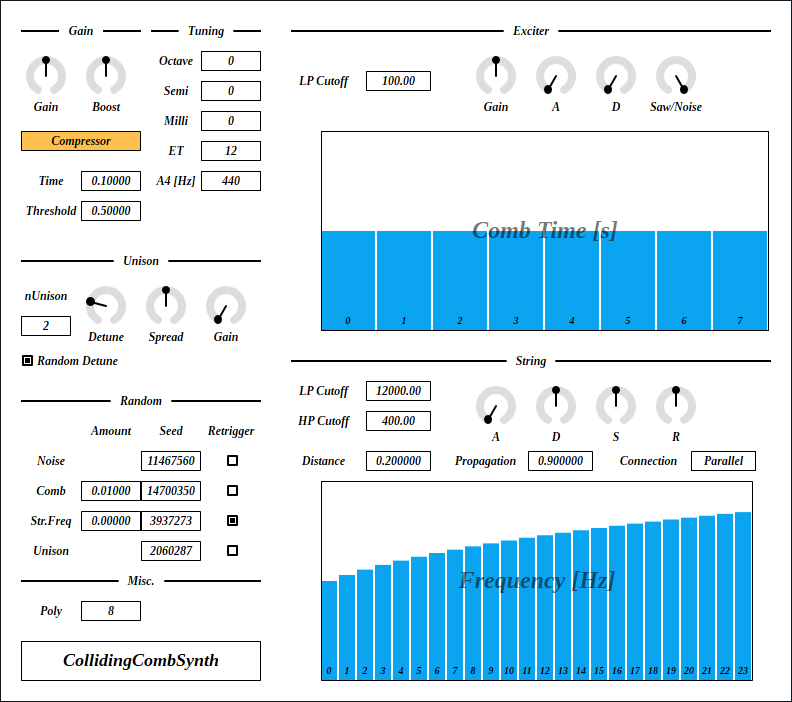 Gain
Gain Boost
Compressor
Time 0.10000
Threshold 0.50000
Tuning
Octave 0
Semi 0
Milli 0
ET 12
A4 [Hz] 440
Unison
nUnison
2
Detune Spread Gain
Random Detune
Random
Amount Seed Retrigger
Noise 11467560
Comb 0.01000 14700350
Str.Freq 0.00000 3937273
Unison 2060287
Misc.
Poly 8
CollidingCombSynth
Exciter
LP Cutoff 100.00
Gain A D Saw/Noise
Comb Time [s]
0 1 2 3 4 5 6 7
String
LP Cutoff 12000.00
HP Cutoff 400.00
A D S R
Distance 0.200000 Propagation 0.900000 Connection Parallel
Frequency [Hz]
0 1 2 3 4 5 6 7 8 9 10 11 12 13 14 15 16 17 18 19 20 21 22 23